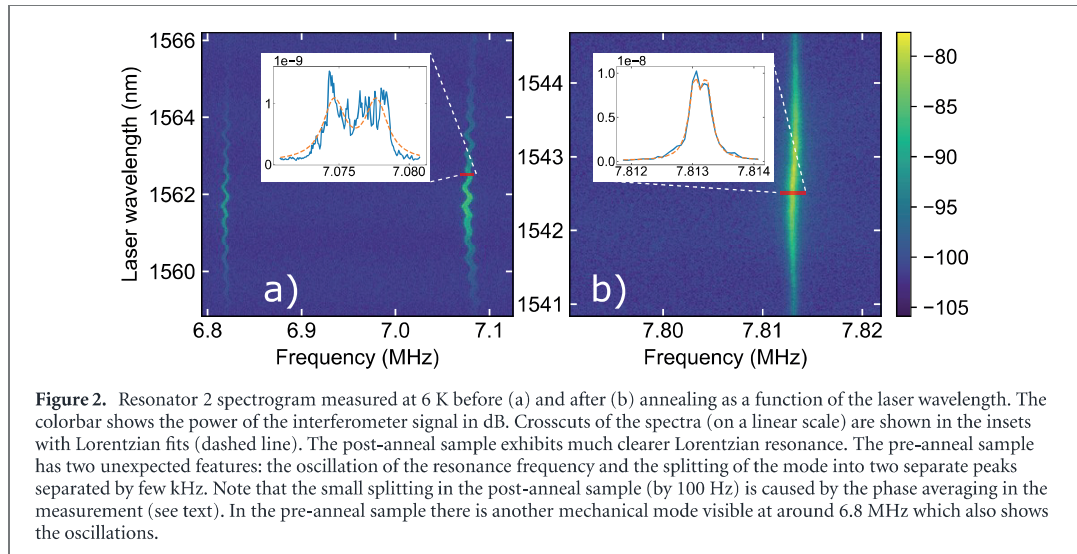 1566
1564
1562
1560
Laser wavelength (nm)
1e−9
1
0
7.075
7.080
a)
6.8
6.9
7.0
7.1
Frequency (MHz)
1544
1543
1542
1541
1e−8
1.0
0.5
0.0
7.812
7.813
7.814
b)
7.80
7.81
7.82
Frequency (MHz)
−80
−85
−90
−95
−100
−105
Figure 2. Resonator 2 spectrogram measured at 6 K before (a) and after (b) annealing as a function of the laser wavelength. The
colorbar shows the power of the interferometer signal in dB. Crosscuts of the spectra (on a linear scale) are shown in the insets
with Lorentzian fits (dashed line). The post-anneal sample exhibits much clearer Lorentzian resonance. The pre-anneal sample
has two unexpected features: the oscillation of the resonance frequency and the splitting of the mode into two separate peaks
separated by few kHz. Note that the small splitting in the post-anneal sample (by 100 Hz) is caused by the phase averaging in the
measurement (see text). In the pre-anneal sample there is another mechanical mode visible at around 6.8 MHz which also shows
the oscillations.